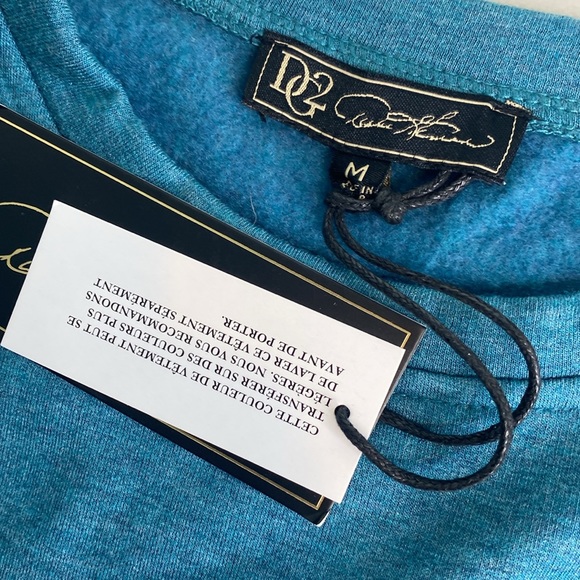 DG2
M
CETTE COULEUR DE VÊTEMENT PEUT SE
TRANSFÉRER SUR DES COULEURS PLUS
LÉGÈRES. NOUS VOUS RECOMMANDONS
DE LAVER CE VÊTEMENT SÉPARÉMENT
AVANT DE PORTER.